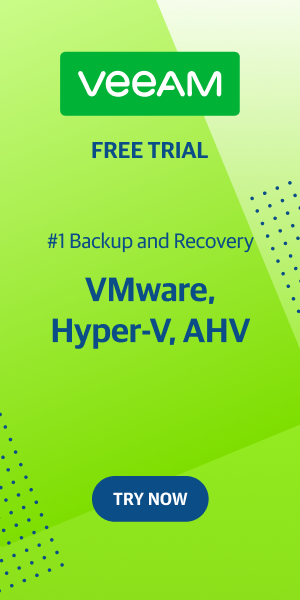 veeAM
FREE TRIAL
#1 Backup and Recovery
VMware,
Hyper-V, AHV
TRY NOW